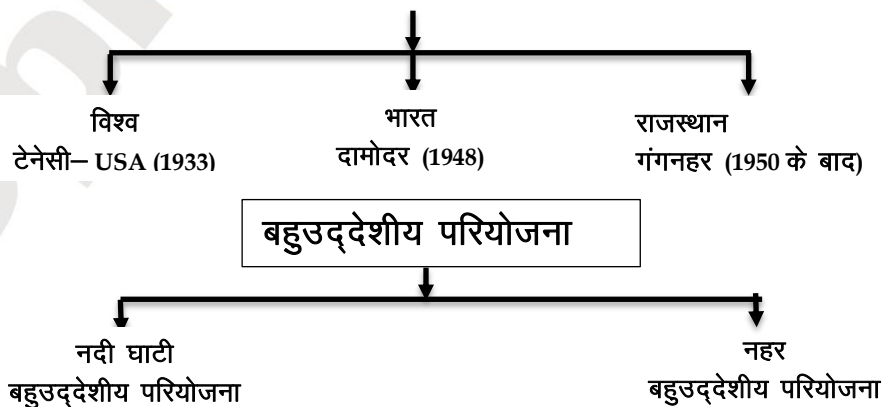 विश्व
टेनेसी– USA (1933)
भारत
दामोदर (1948)
राजस्थान
गंगनहर (1950 के बाद)
बहुउद्देशीय परियोजना
नदी घाटी
बहुउद्देशीय परियोजना
नहर
बहुउद्देशीय परियोजना